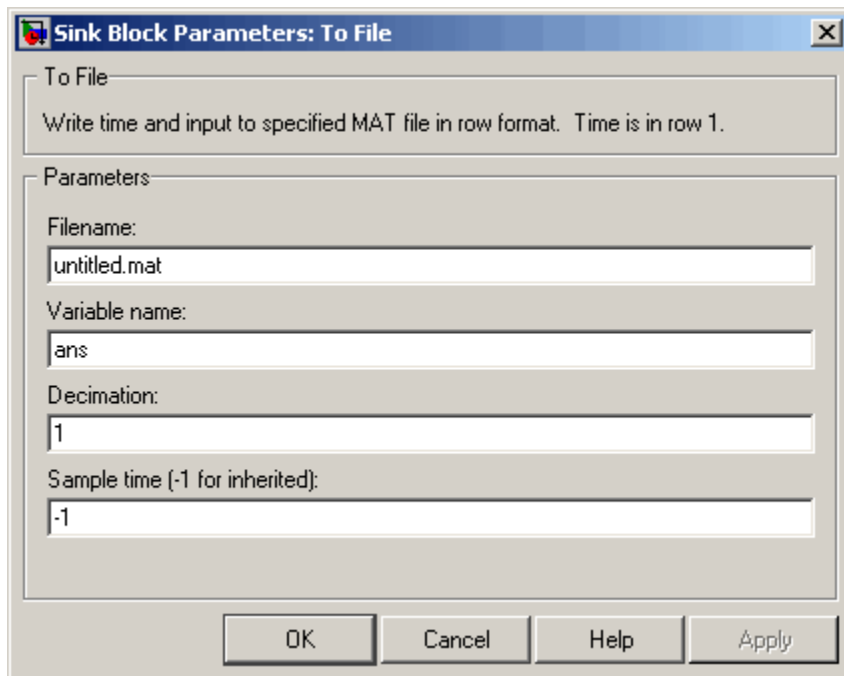 Sink Block Parameters: To File
To File
Write time and input to specified MAT file in row format.  Time is in row 1.
Parameters
Filename:
untitled.mat
Variable name:
ans
Decimation:
1
Sample time (-1 for inherited):
-1
OK
Cancel
Help
Apply